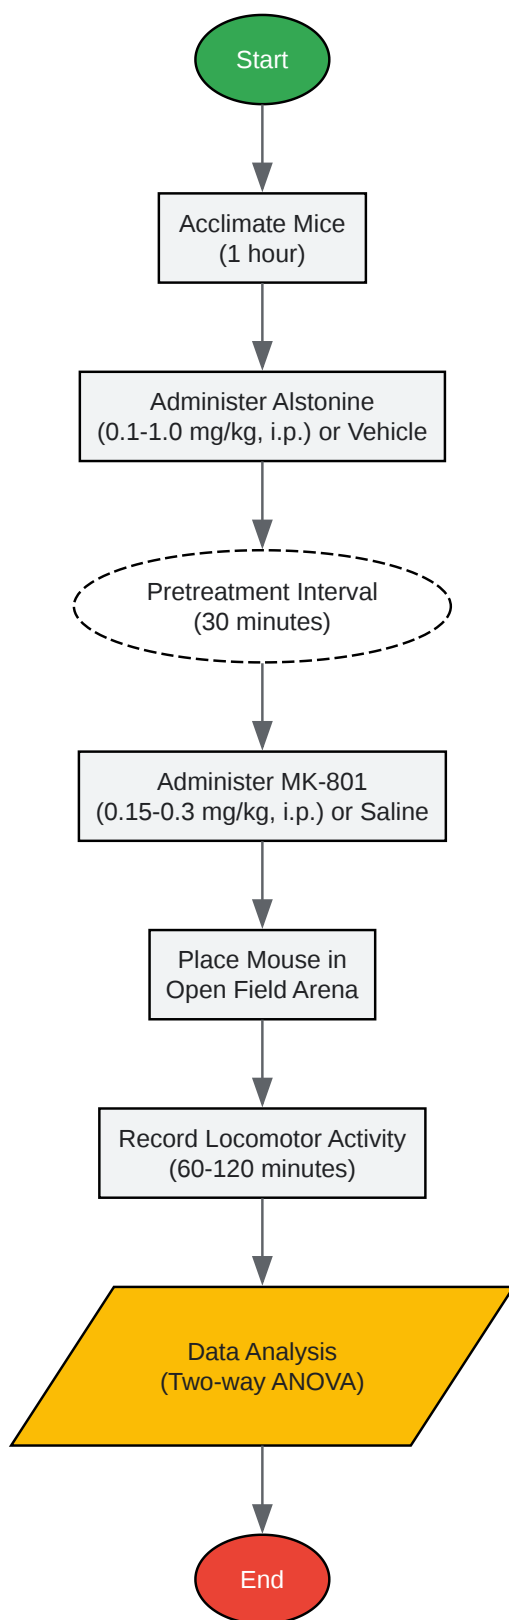 Start
Acclimate Mice
(1 hour)
Administer Alstonine
(0.1-1.0 mg/kg, i.p.) or Vehicle
Pretreatment Interval
(30 minutes)
Administer MK-801
(0.15-0.3 mg/kg, i.p.) or Saline
Place Mouse in
Open Field Arena
Record Locomotor Activity
(60-120 minutes)
Data Analysis
(Two-way ANOVA)
End